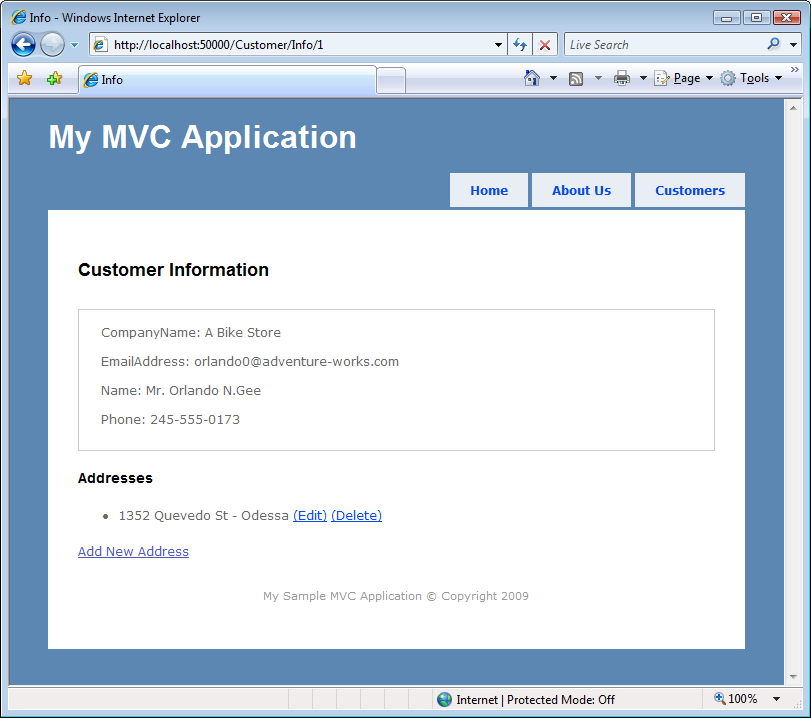 Info - Windows Internet Explorer
http://localhost:50000/Customer/Info/1
Live Search
Info
Page
Tools
My MVC Application
Home
About Us
Customers
Customer Information
CompanyName: A Bike Store
EmailAddress: orlando0@adventure-works.com
Name: Mr. Orlando N.Gee
Phone: 245-555-0173
Addresses
• 1352 Quevedo St - Odessa (Edit) (Delete)
Add New Address
My Sample MVC Application © Copyright 2009
Internet | Protected Mode: Off
100%